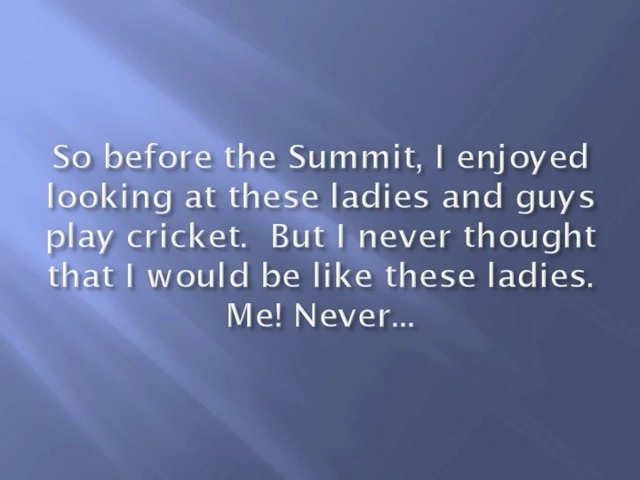 So before the Summit, I enjoyed
looking at these ladies and guys
play cricket.  But I never thought
that I would be like these ladies.
Me! Never...